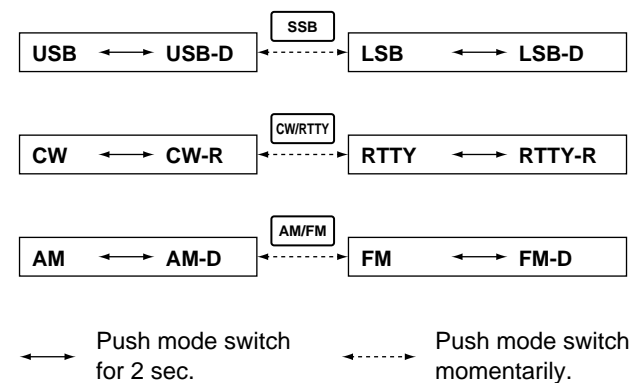 SSB
USB USB-D LSB LSB-D
CW/RTTY
CW CW-R RTTY RTTY-R
AM/FM
AM AM-D FM FM-D
Push mode switch for 2 sec.
Push mode switch momentarily.